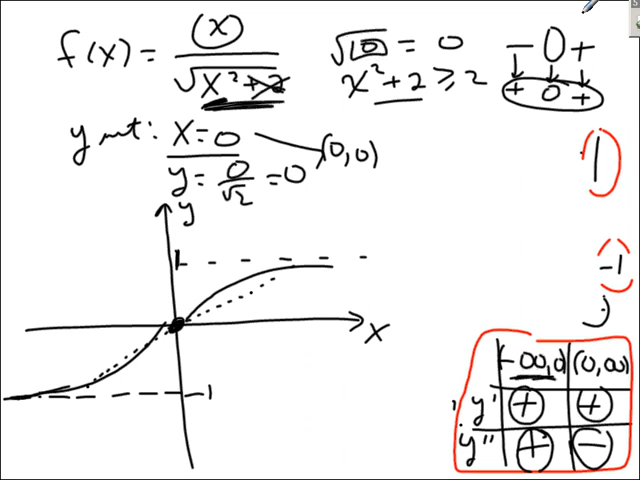 f(x) = x / √(x²+2)
√[0] = 0
x²+2 ≥ 2
- 0 +
+ 0 +
y int: x=0
(0,0)
y = 0/√2 = 0
1
y
1
-1
x
-1
(-∞,0) (0,∞)
y' + +
y'' + -